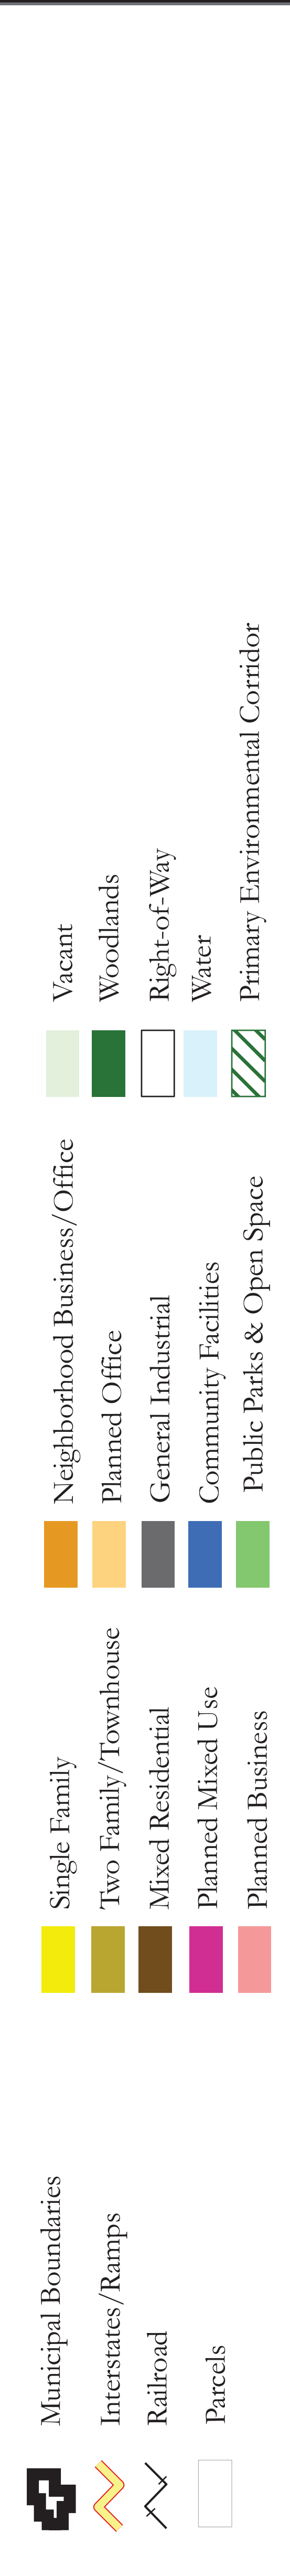 Municipal Boundaries
Interstates/Ramps
Railroad
Parcels
Single Family
Two Family/Townhouse
Mixed Residential
Planned Mixed Use
Planned Business
Neighborhood Business/Office
Planned Office
General Industrial
Community Facilities
Public Parks & Open Space
Vacant
Woodlands
Right-of-Way
Water
Primary Environmental Corridor